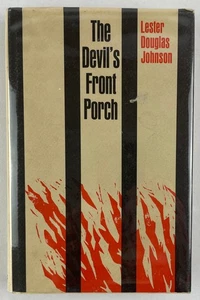 The
Devil's
Front
Porch
Lester
Douglas
Johnson